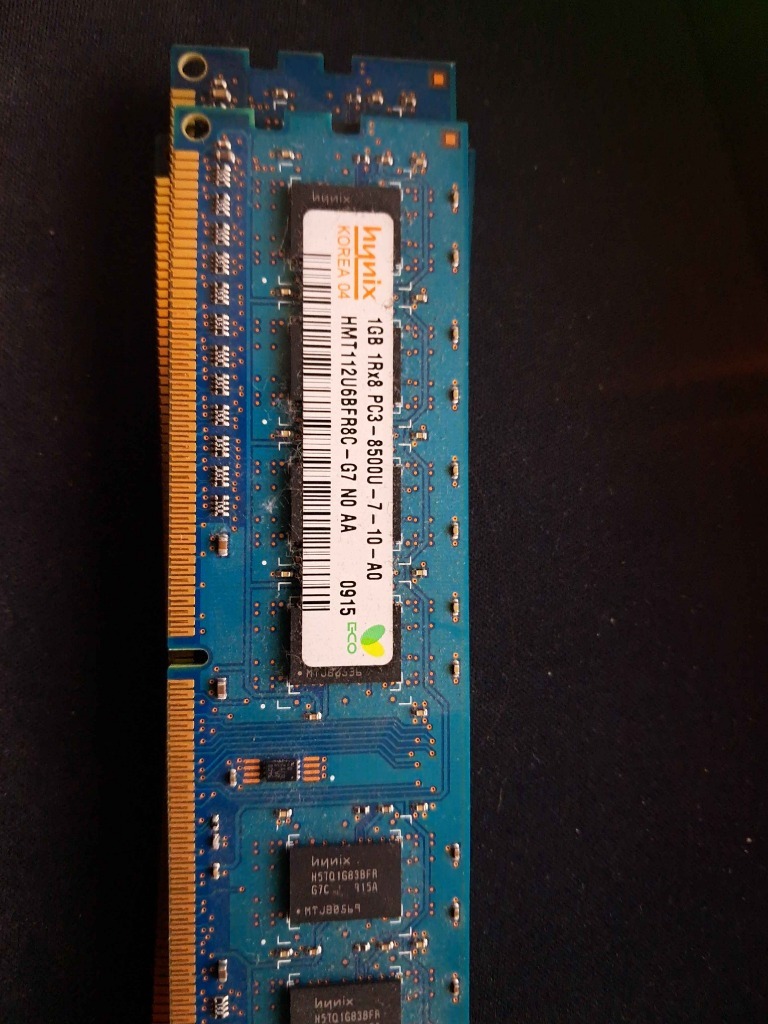 hynix
hynix
KOREA 04
1GB 1Rx8 PC3-8500U-7-10-A0
HMT112U6BFR8C-G7 N0 AA 0915
ECO
hynix
H5TQ1G83BFR
G7C 915A
hynix
H5TQ1G83BFR